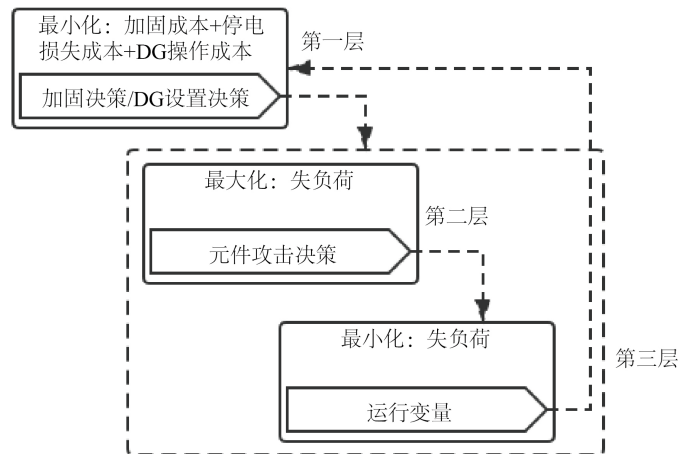 最小化：加固成本+停电
损失成本+DG操作成本
第一层
加固决策/DG设置决策
最大化：失负荷
第二层
元件攻击决策
最小化：失负荷
第三层
运行变量